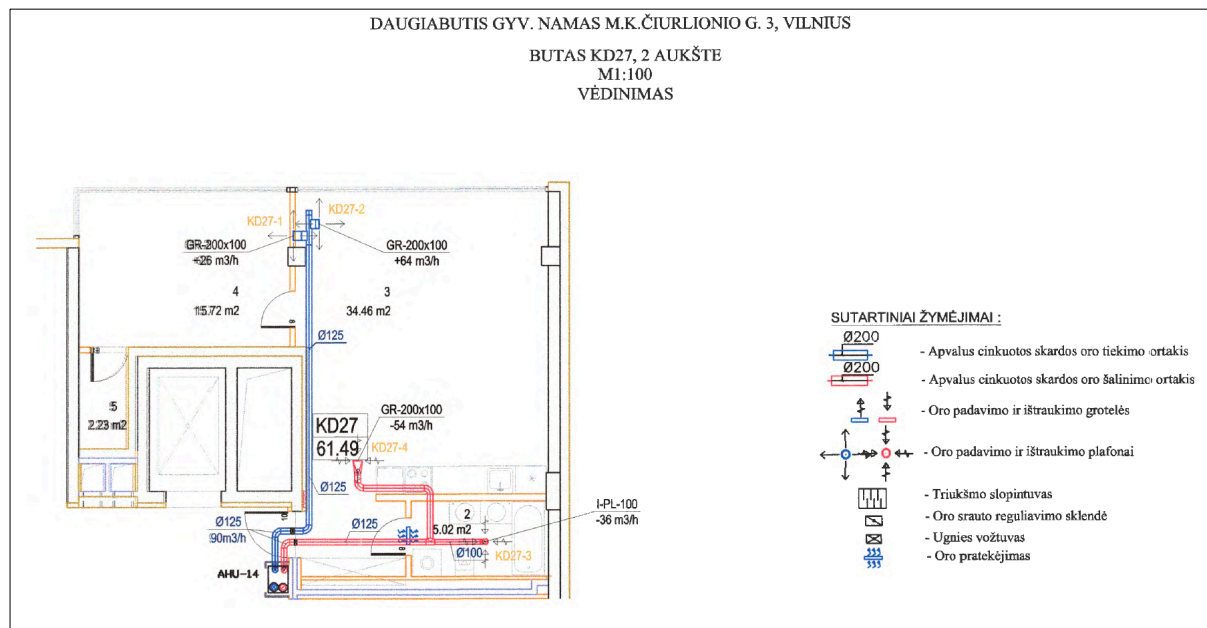 DAUGIABUTIS GYV. NAMAS M.K.ČIURLIONIO G. 3, VILNIUS
BUTAS KD27, 2 AUKŠTE
M1:100
VĖDINIMAS
KD27-1
KD27-2
GR-200x100
+26 m3/h
GR-200x100
+64 m3/h
4
15.72 m2
3
34.46 m2
Ø125
5
2.23 m2
KD27
61.49
GR-200x100
-54 m3/h
KD27-4
Ø125
Ø125
90m3/h
Ø125
2
5.02 m2
Ø100
I-PL-100
-36 m3/h
KD27-3
AHU-14
SUTARTINIAI ŽYMĖJIMAI :
Ø200
- Apvalus cinkuotos skardos oro tiekimo ortakis
Ø200
- Apvalus cinkuotos skardos oro šalinimo ortakis
- Oro padavimo ir ištraukimo grotelės
- Oro padavimo ir ištraukimo plafonai
- Triukšmo slopintuvas
- Oro srauto reguliavimo sklendė
- Ugnies vožtuvas
- Oro pratekėjimas